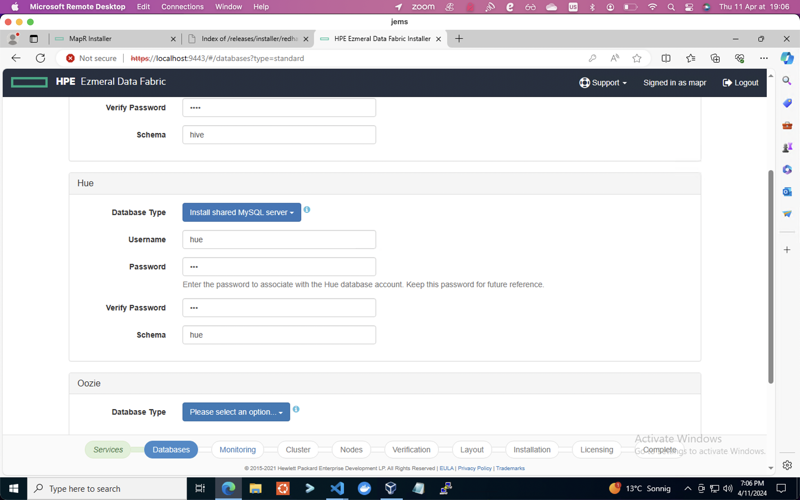 Microsoft Remote Desktop Edit Connections Window Help zoom US Thu 11 Apr at 19:06
jems
MapR Installer Index of /releases/installer/redha HPE Ezmeral Data Fabric Installer
Not secure https://localhost:9443/#/databases?type=standard
HPE Ezmeral Data Fabric Support Signed in as mapr Logout
Verify Password ••••
Schema hive
Hue
Database Type Install shared MySQL server
Username hue
Password •••
Enter the password to associate with the Hue database account. Keep this password for future reference.
Verify Password •••
Schema hue
Oozie
Database Type Please select an option...
Activate Windows
Go to Settings to activate Windows.
Services Databases Monitoring Cluster Nodes Verification Layout Installation Licensing Complete
© 2015-2021 Hewlett Packard Enterprise Development LP. All Rights Reserved | EULA | Privacy Policy | Trademarks
Type here to search 13°C Sonnig 7:06 PM
4/11/2024